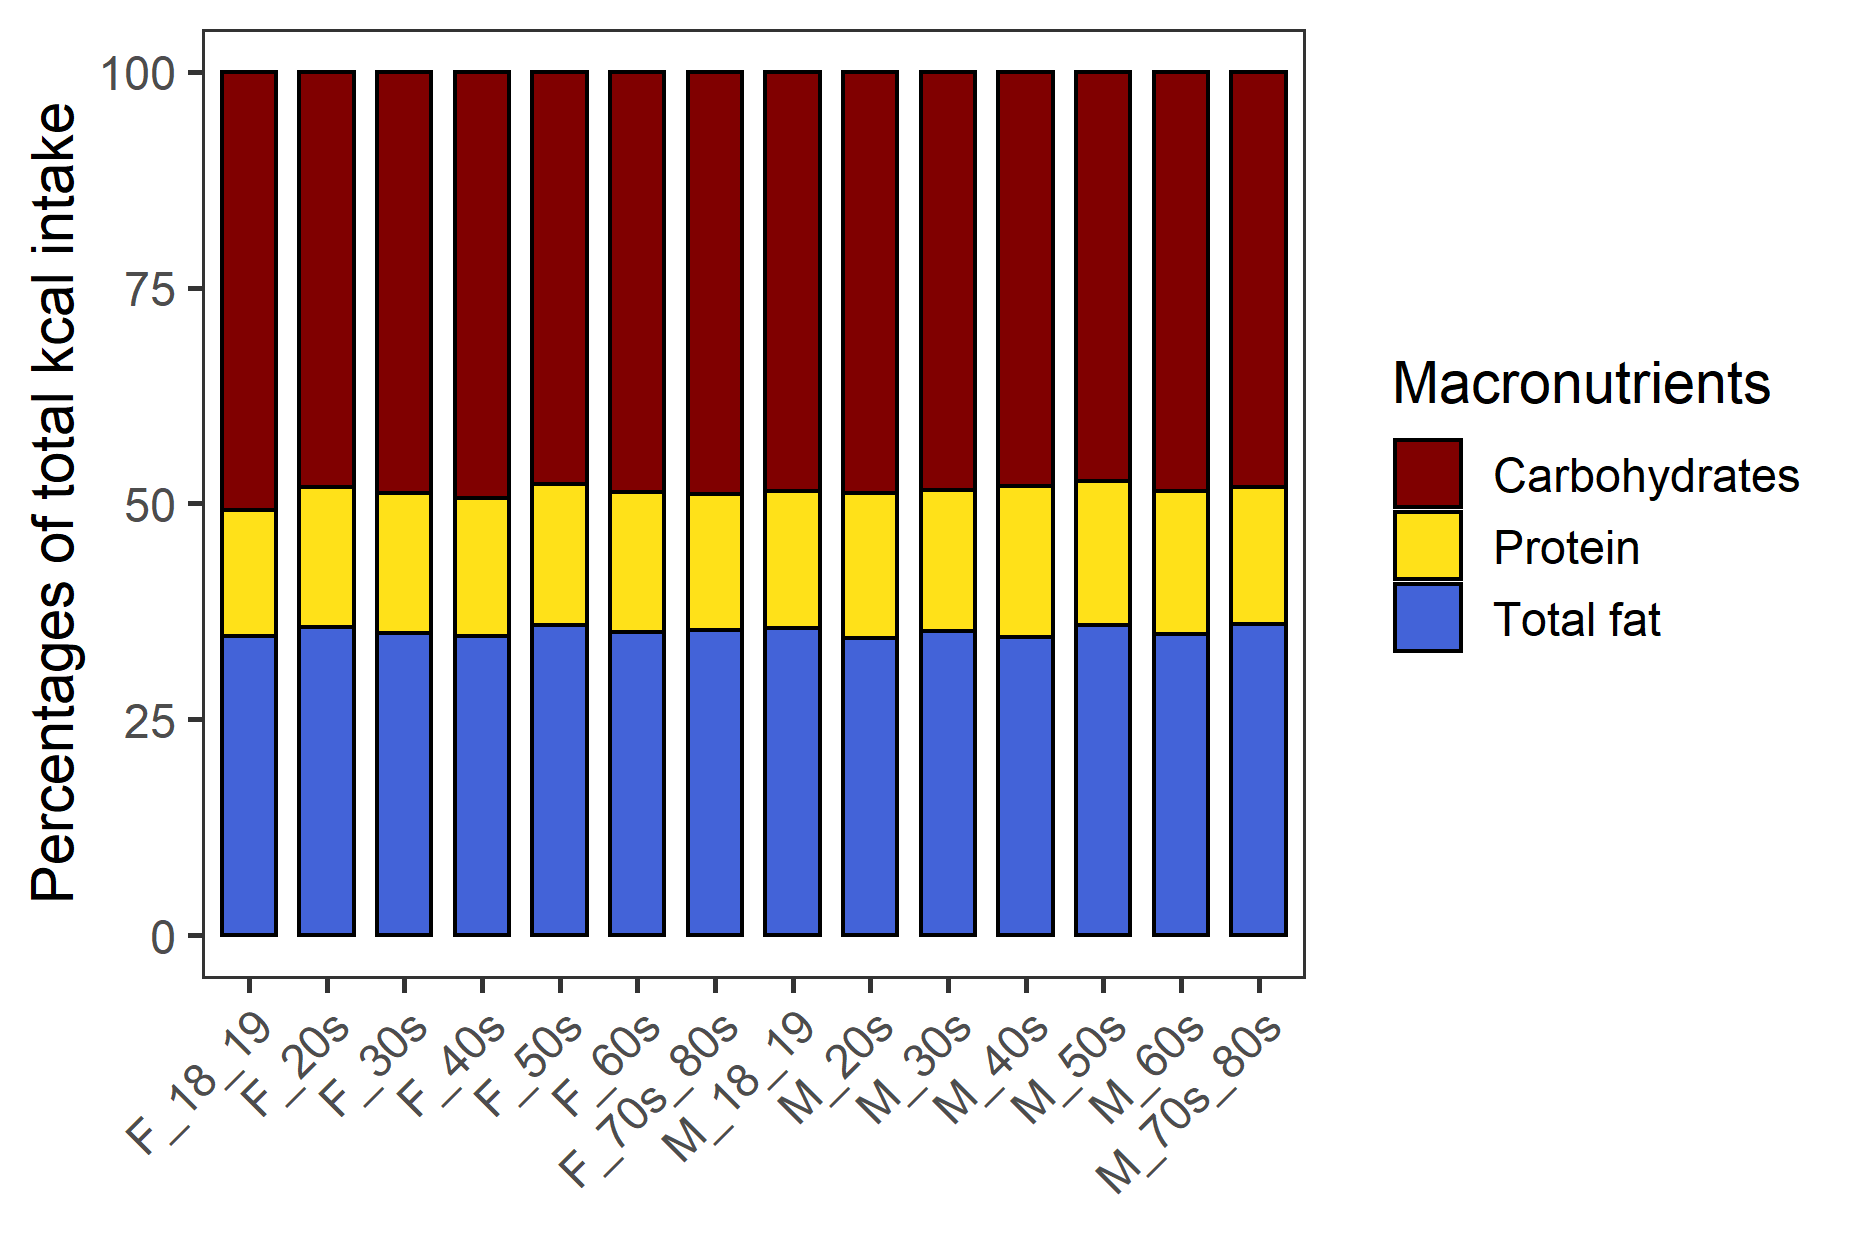 Percentages of total kcal intake
100
75
50
25
0
F_18_19
F_20s
F_30s
F_40s
F_50s
F_60s
F_70s_80s
M_18_19
M_20s
M_30s
M_40s
M_50s
M_60s
M_70s_80s
Macronutrients
Carbohydrates
Protein
Total fat